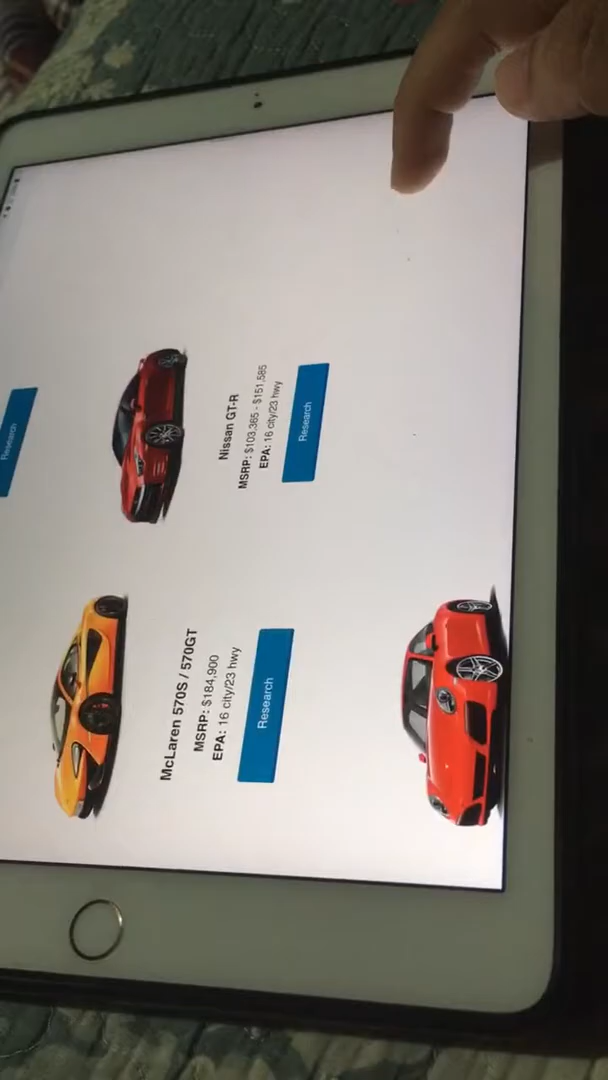 McLaren 570S / 570GT
MSRP: $184,900
EPA: 16 city/23 hwy
Research
Nissan GT-R
MSRP: $103,365 - $151,585
EPA: 16 city/23 hwy
Research
Research